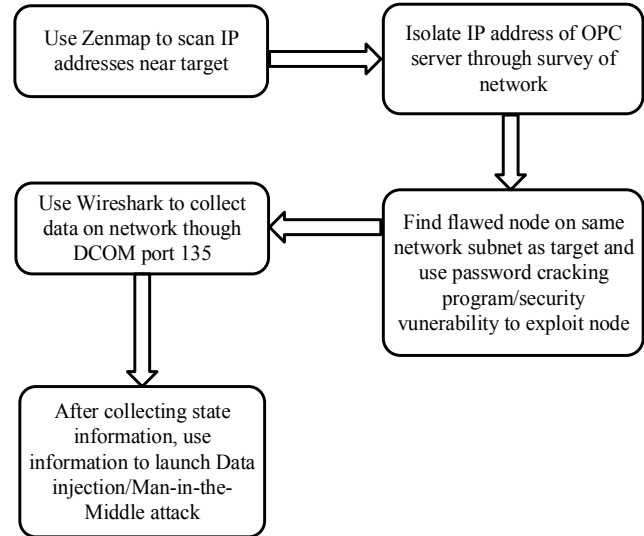 Use Zenmap to scan IP
addresses near target
Isolate IP address of OPC
server through survey of
network
Find flawed node on same
network subnet as target and
use password cracking
program/security
vunerability to exploit node
Use Wireshark to collect
data on network though
DCOM port 135
After collecting state
information, use
information to launch Data
injection/Man-in-the-
Middle attack